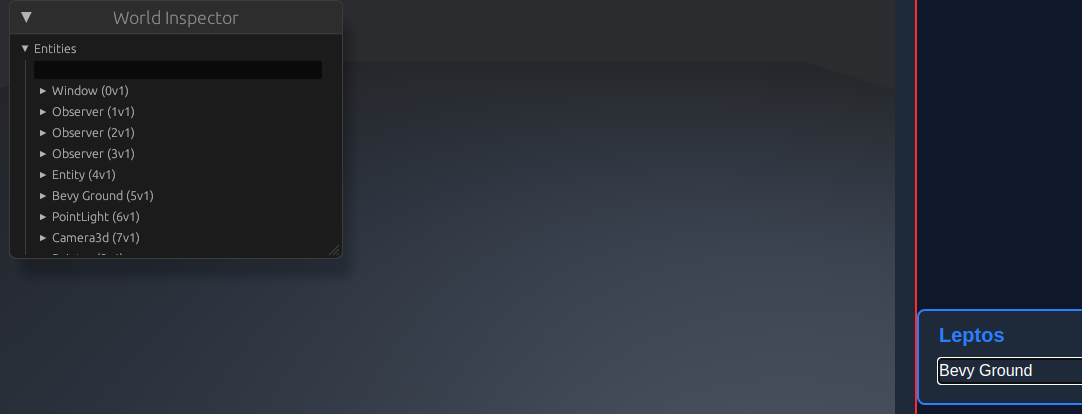 World Inspector
Entities
Window (0v1)
Observer (1v1)
Observer (2v1)
Observer (3v1)
Entity (4v1)
Bevy Ground (5v1)
PointLight (6v1)
Camera3d (7v1)
Leptos
Bevy Ground